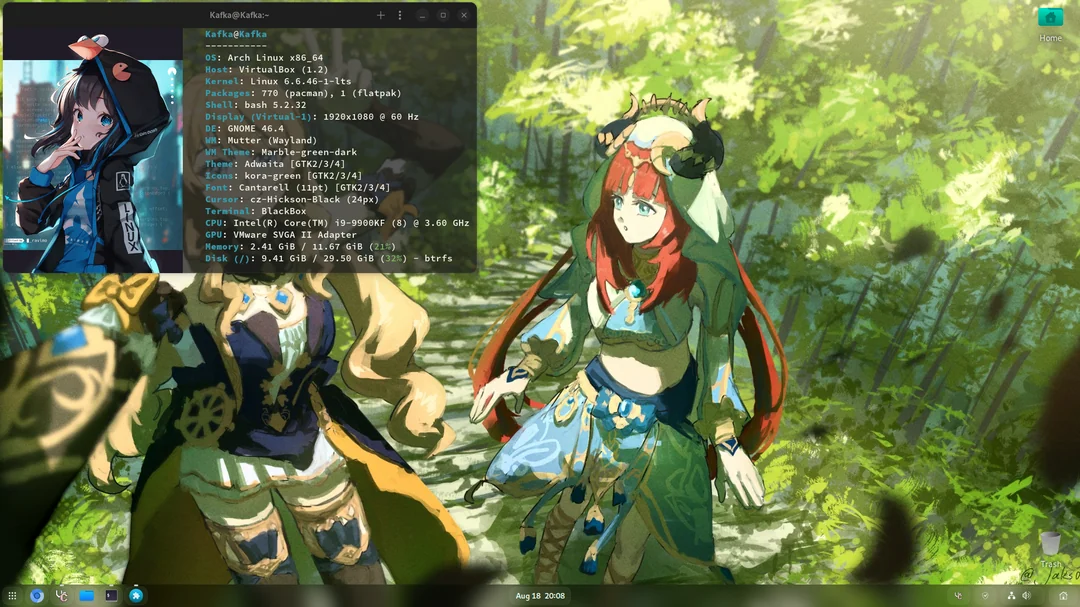 Kafka@Kafka:~
Home
Kafka@Kafka
-----------
OS: Arch Linux x86_64
Host: VirtualBox (1.2)
Kernel: Linux 6.6.46-1-lts
Packages: 770 (pacman), 1 (flatpak)
Shell: bash 5.2.32
Display (Virtual-1): 1920x1080 @ 60 Hz
DE: GNOME 46.4
WM: Mutter (Wayland)
WM Theme: Marble-green-dark
Theme: Adwaita [GTK2/3/4]
Icons: kora-green [GTK2/3/4]
Font: Cantarell (11pt) [GTK2/3/4]
Cursor: cz-Hickson-Black (24px)
Terminal: BlackBox
CPU: Intel(R) Core(TM) i9-9900KF (8) @ 3.60 GHz
GPU: VMware SVGA II Adapter
Memory: 2.41 GiB / 11.67 GiB (21%)
Disk (/): 9.41 GiB / 29.50 GiB (32%) - btrfs
LINUX
Trash
Aug 18 20:08